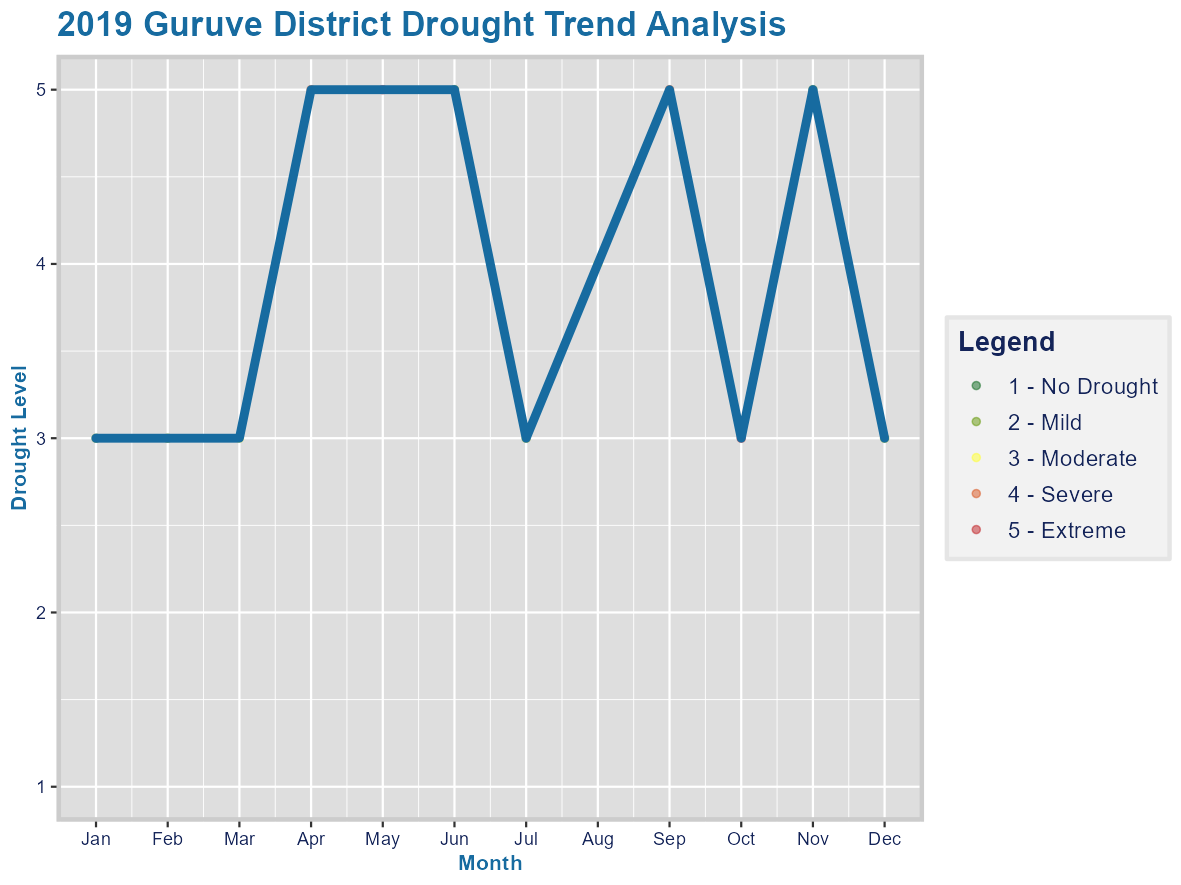 2019 Guruve District Drought Trend Analysis
Drought Level
5
4
3
2
1
Jan Feb Mar Apr May Jun Jul Aug Sep Oct Nov Dec
Month
Legend
1 - No Drought
2 - Mild
3 - Moderate
4 - Severe
5 - Extreme